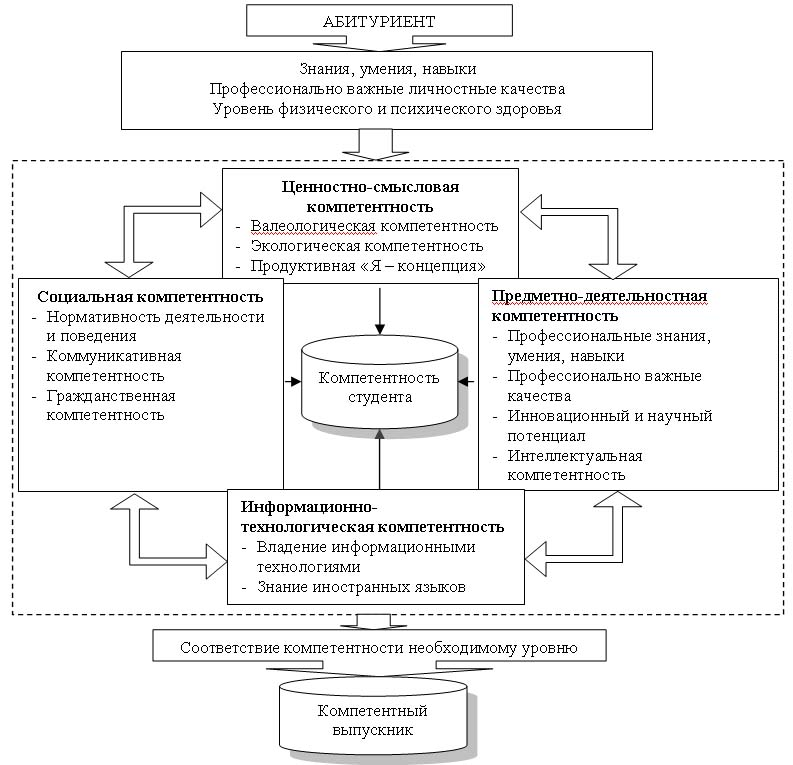 АБИТУРИЕНТ
Знания, умения, навыки
Профессионально важные личностные качества
Уровень физического и психического здоровья
Ценностно-смысловая
компетентность
- Валеологическая компетентность
- Экологическая компетентность
- Продуктивная «Я – концепция»
Социальная компетентность
- Нормативность деятельности
и поведения
- Коммуникативная
компетентность
- Гражданственная
компетентность
Компетентность
студента
Предметно-деятельностная
компетентность
- Профессиональные знания,
умения, навыки
- Профессионально важные
качества
- Инновационный и научный
потенциал
- Интеллектуальная
компетентность
Информационно-
технологическая компетентность
- Владение информационными
технологиями
- Знание иностранных языков
Соответствие компетентности необходимому уровню
Компетентный
выпускник